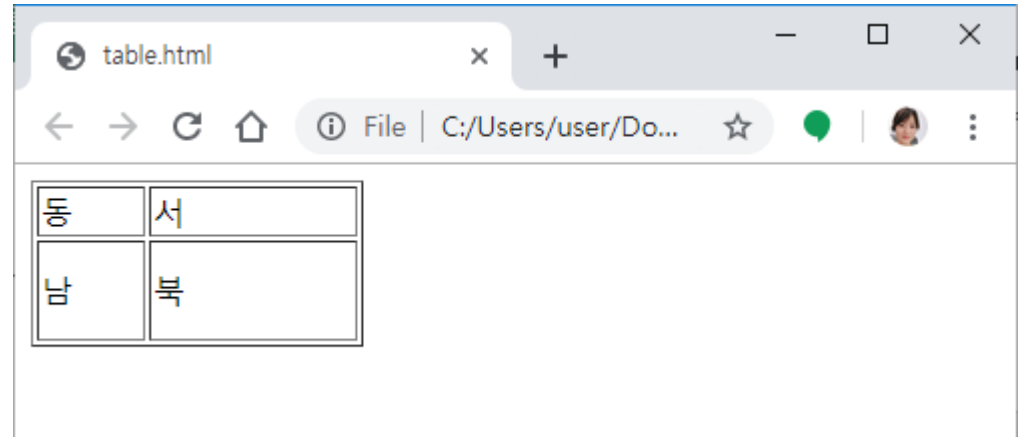 table.html
File C:/Users/user/Do...
동 서
남 북